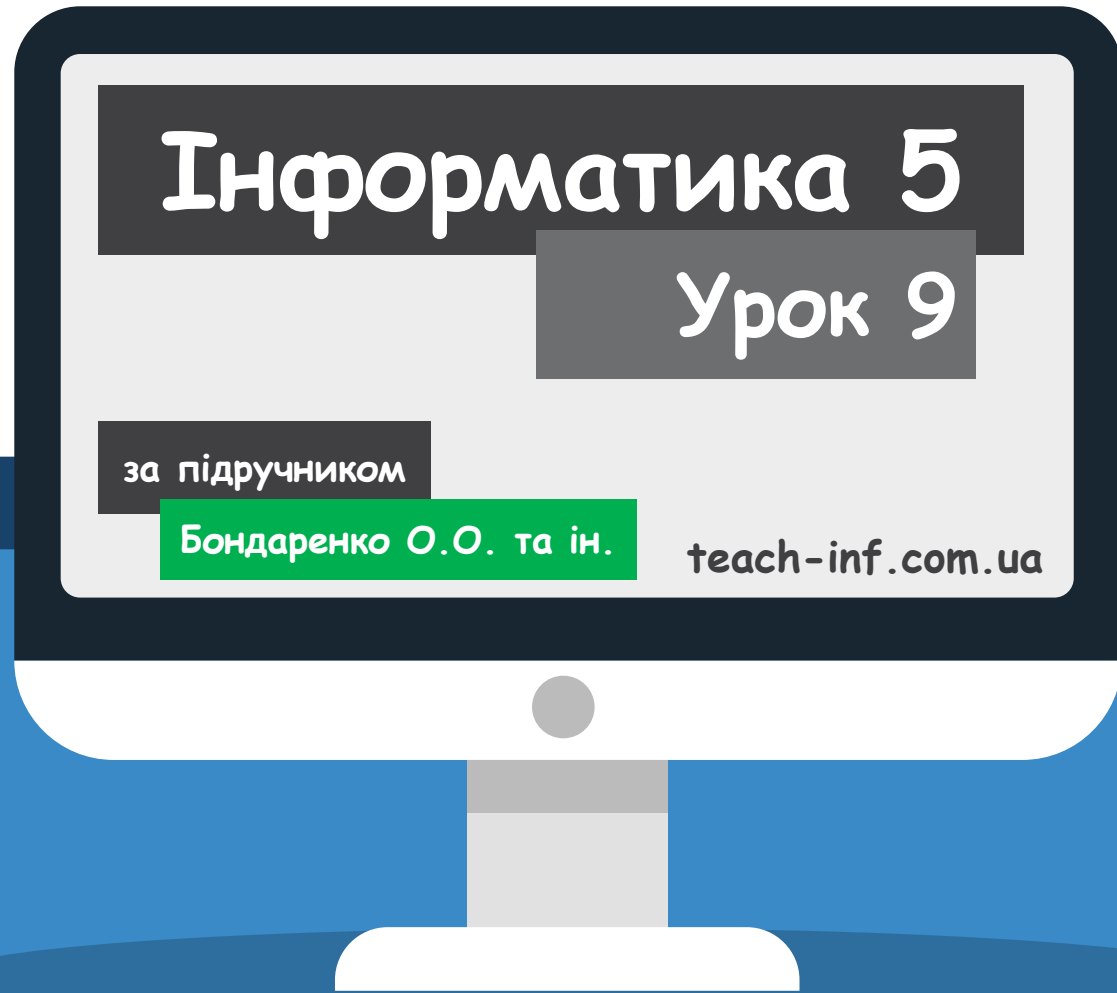 Інформатика 5
Урок 9
за підручником
Бондаренко О.О. та ін.
teach-inf.com.ua